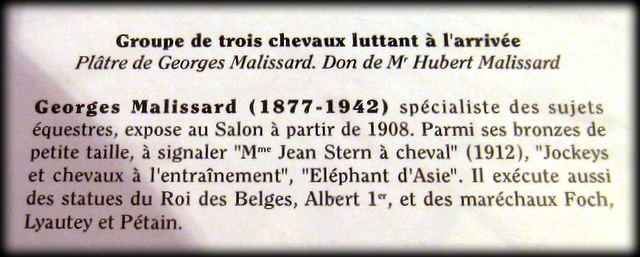 Groupe de trois chevaux luttant à l'arrivée
Plâtre de Georges Malissard. Don de Mr Hubert Malissard
Georges Malissard (1877-1942) spécialiste des sujets
équestres, expose au Salon à partir de 1908. Parmi ses bronzes de
petite taille, à signaler "Mme Jean Stern à cheval" (1912), "Jockeys
et chevaux à l'entraînement", "Eléphant d'Asie". Il exécute aussi
des statues du Roi des Belges, Albert 1er, et des maréchaux Foch,
Lyautey et Pétain.